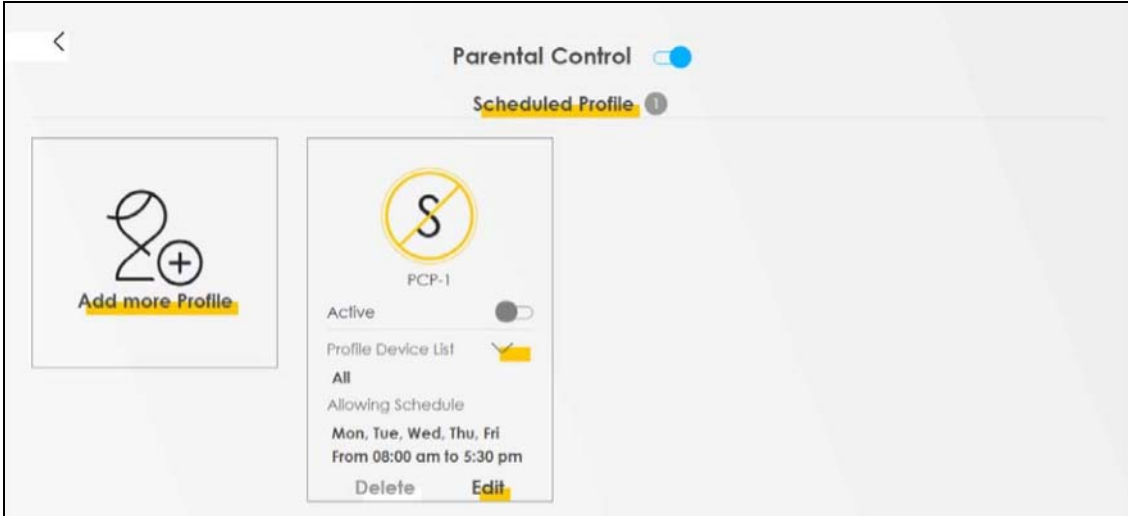 Parental Control
Scheduled Profile 1
Add more Profile
S
PCP-1
Active
Profile Device List
All
Allowing Schedule
Mon, Tue, Wed, Thu, Fri
From 08:00 am to 5:30 pm
Delete Edit